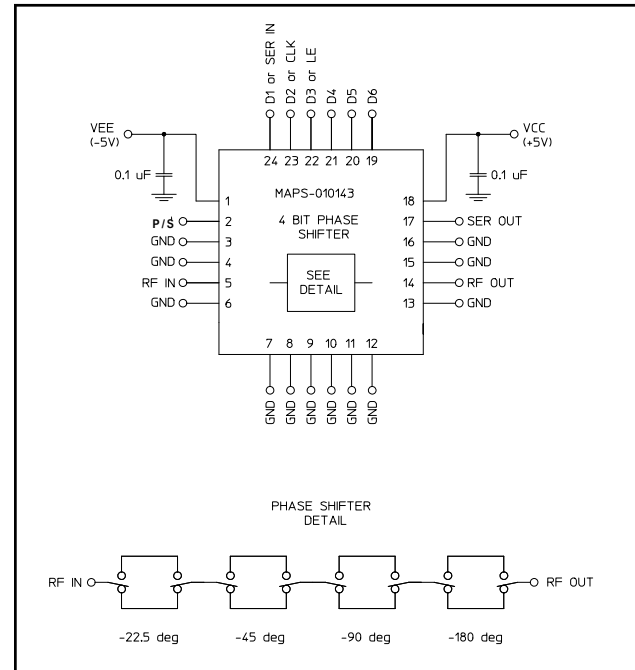 D1 or SER IN
D2 or CLK
D3 or LE
D4
D5
D6
VEE
(-5V)
VCC
(+5V)
0.1 uF
0.1 uF
24 23 22 21 20 19
MAPS-010143
4 BIT PHASE
SHIFTER
SEE
DETAIL
1
P/S 2
GND 3
GND 4
RF IN 5
GND 6
18
17 SER OUT
16 GND
15 GND
14 RF OUT
13 GND
7 8 9 10 11 12
GND GND GND GND GND GND
PHASE SHIFTER
DETAIL
RF IN
RF OUT
-22.5 deg -45 deg -90 deg -180 deg